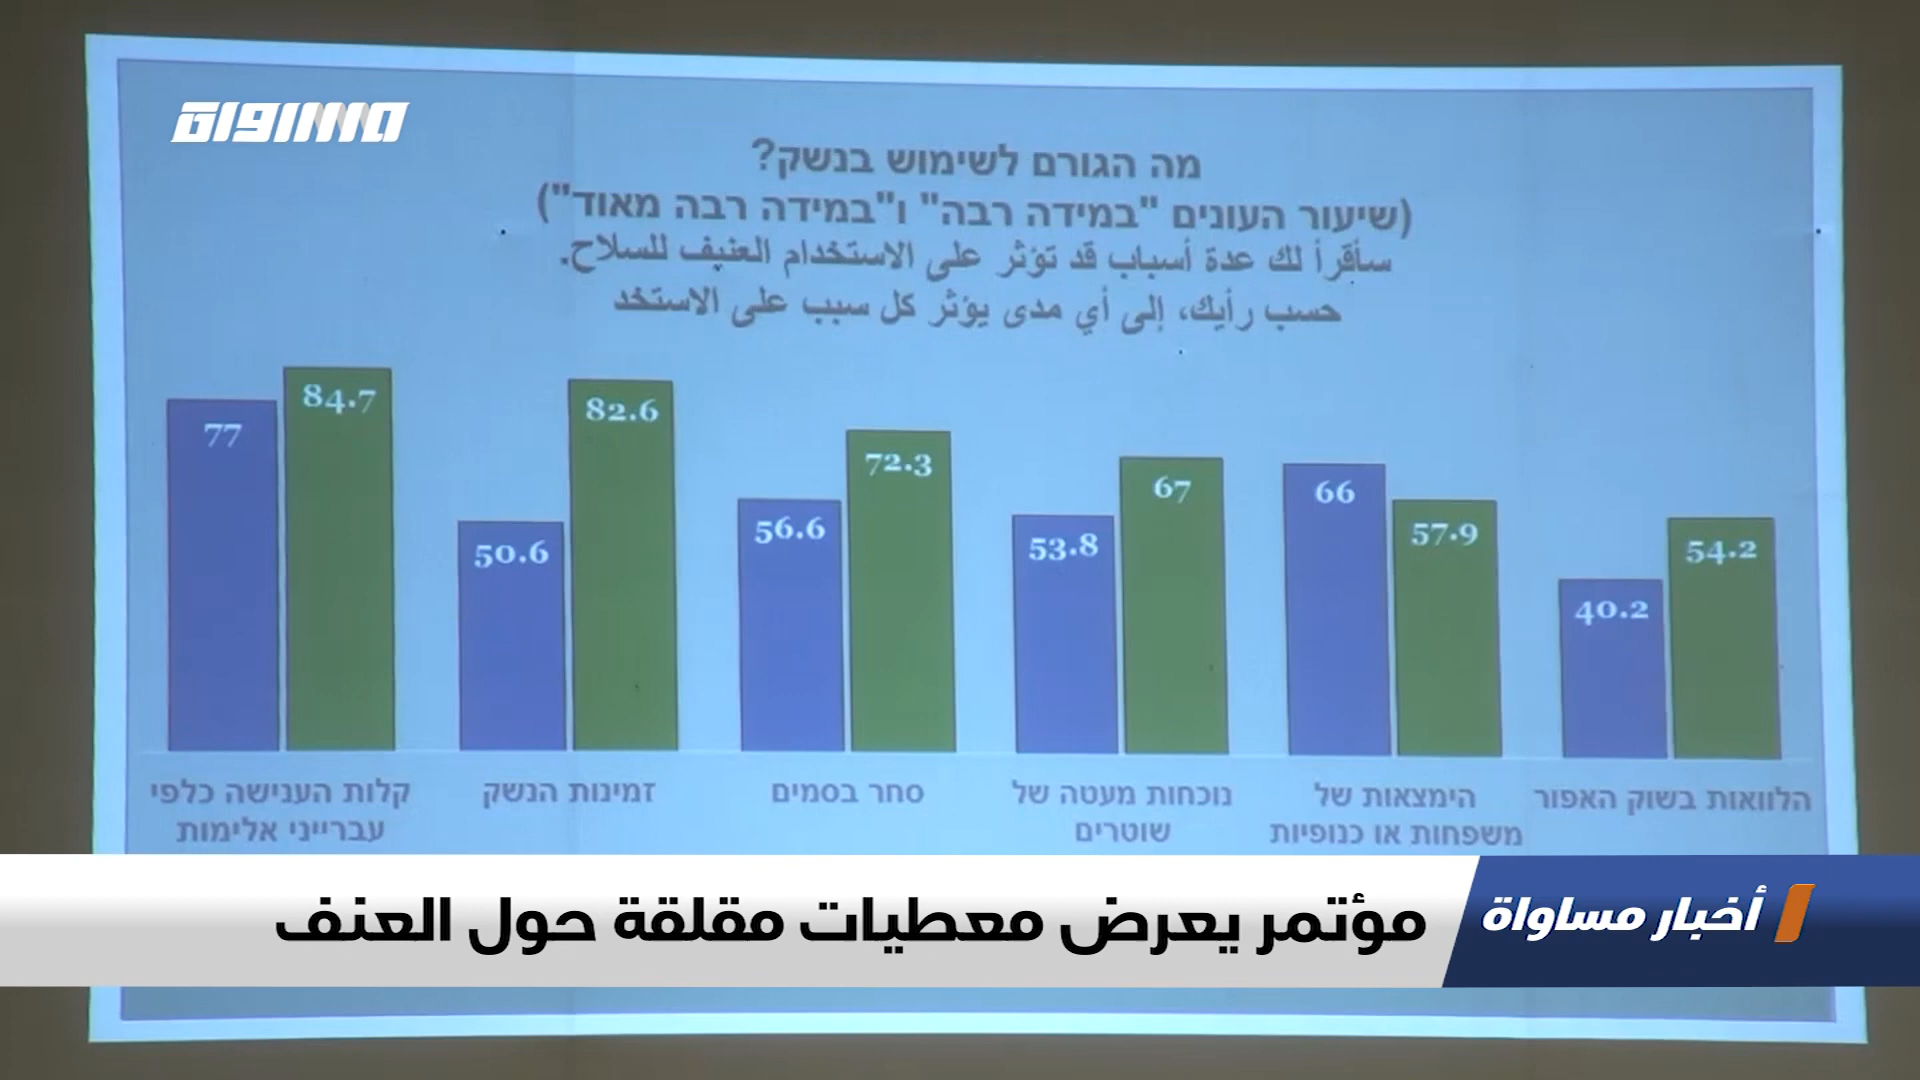 مساواة
מה הגורם לשימוש בנשק?
(שיעור העונים "במידה רבה" ו"במידה רבה מאוד")
سأقرأ لك عدة أسباب قد تؤثر على الاستخدام العنيف للسلاح.
حسب رأيك، إلى أي مدى يؤثر كل سبب على الاستخد
77
84.7
50.6
82.6
56.6
72.3
53.8
67
66
57.9
40.2
54.2
קלות הענישה כלפי
עברייני אלימות
זמינות הנשק
סחר בסמים
נוכחות מעטה של
שוטרים
הימצאות של
משפחות או כנופיות
הלוואות בשוק האפור
أخبار مساواة
مؤتمر يعرض معطيات مقلقة حول العنف